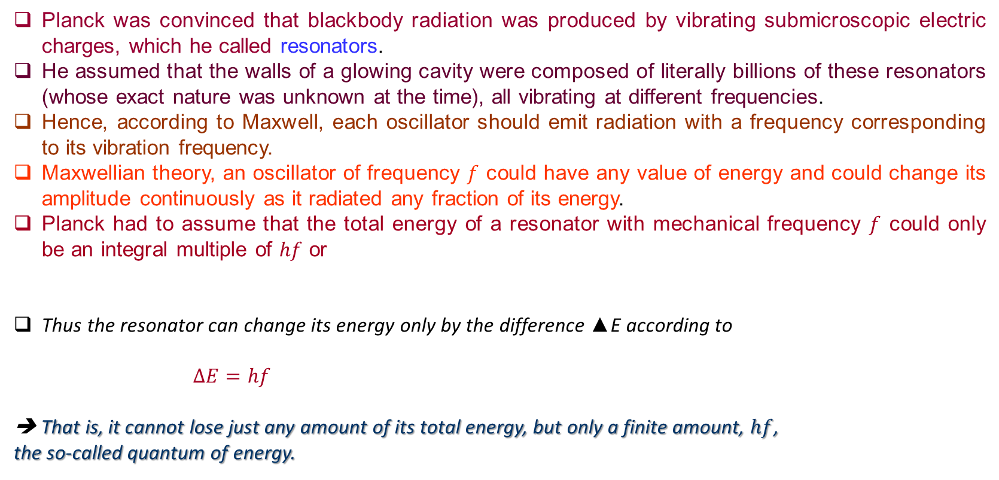 ❑ Planck was convinced that blackbody radiation was produced by vibrating submicroscopic electric
charges, which he called resonators.
❑ He assumed that the walls of a glowing cavity were composed of literally billions of these resonators
(whose exact nature was unknown at the time), all vibrating at different frequencies.
❑ Hence, according to Maxwell, each oscillator should emit radiation with a frequency corresponding
to its vibration frequency.
❑ Maxwellian theory, an oscillator of frequency f could have any value of energy and could change its
amplitude continuously as it radiated any fraction of its energy.
❑ Planck had to assume that the total energy of a resonator with mechanical frequency f could only
be an integral multiple of hf or
❑ Thus the resonator can change its energy only by the difference ▲E according to
ΔE = hf
➔ That is, it cannot lose just any amount of its total energy, but only a finite amount, hf,
the so-called quantum of energy.